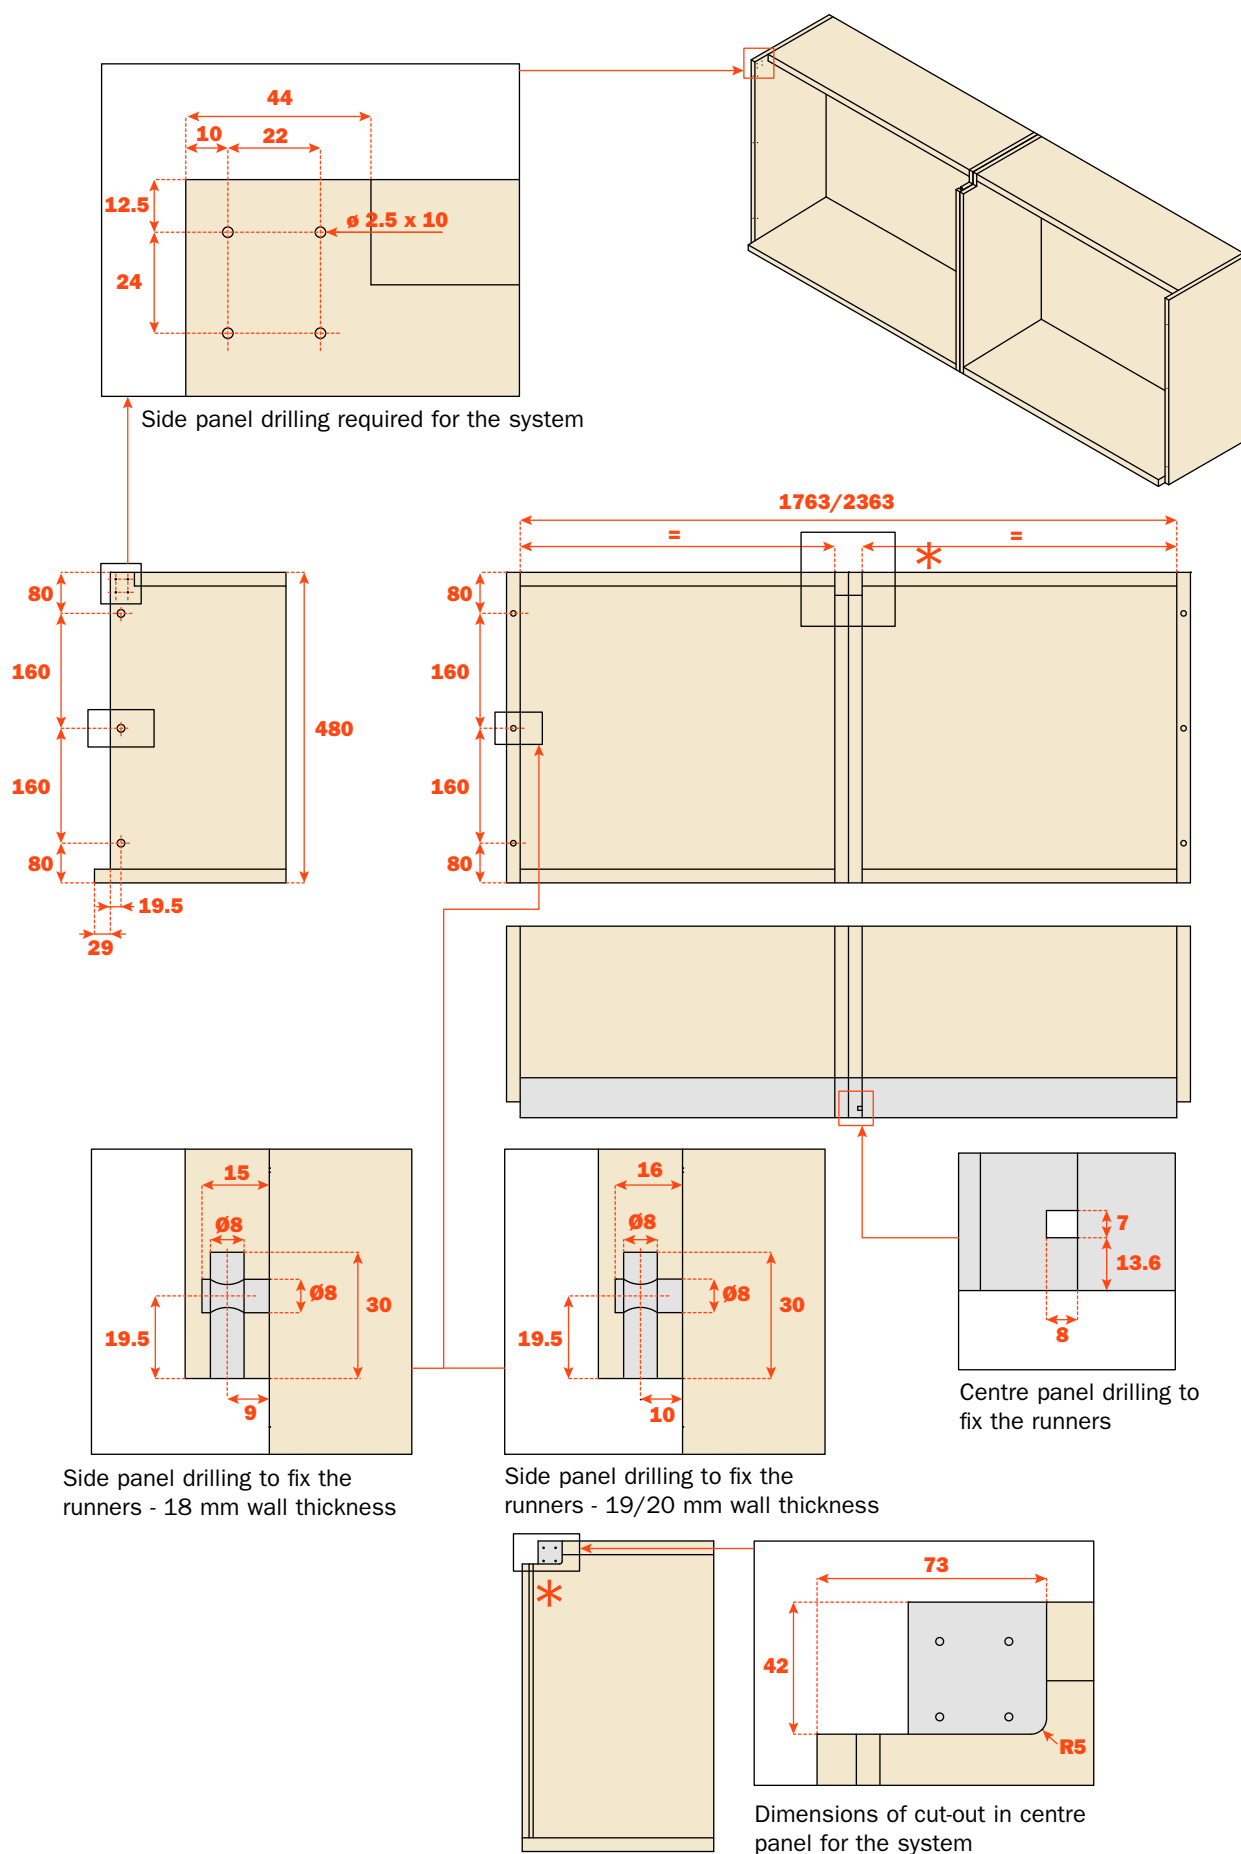 44
10
22
12.5
ø 2.5 x 10
24
Side panel drilling required for the system
1763/2363
=
=
*
80
160
480
160
80
19.5
29
80
160
160
80
15
Ø8
Ø8
30
19.5
9
Side panel drilling to fix the
runners - 18 mm wall thickness
16
Ø8
Ø8
30
19.5
10
Side panel drilling to fix the
runners - 19/20 mm wall thickness
7
13.6
8
Centre panel drilling to
fix the runners
*
73
42
R5
Dimensions of cut-out in centre
panel for the system